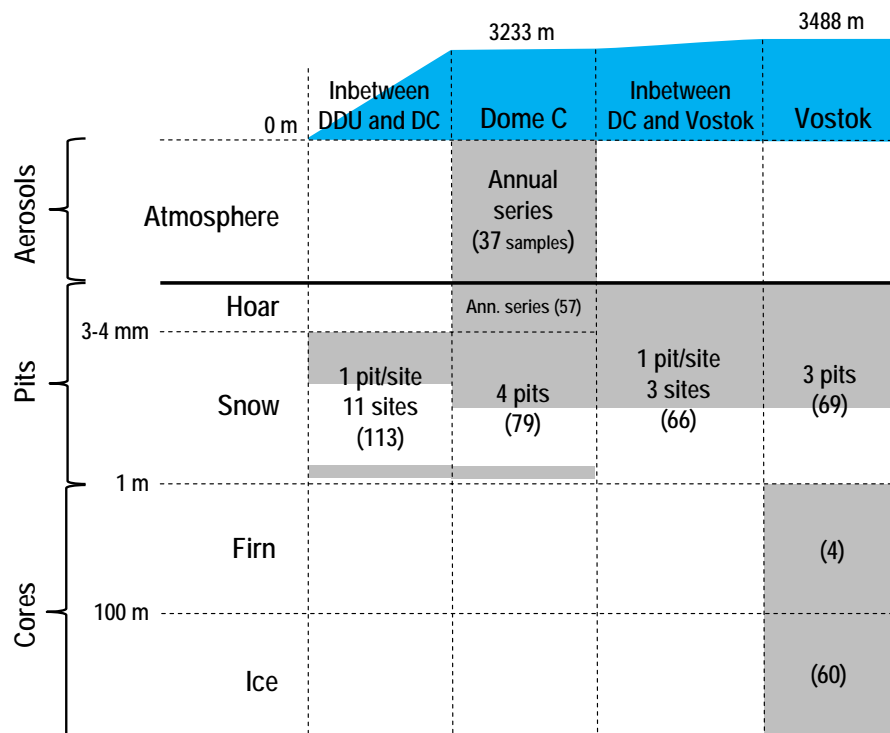 3233 m
3488 m
Inbetween
DDU and DC
Dome C
Inbetween
DC and Vostok
Vostok
0 m
Aerosols
Atmosphere
Annual
series
(37 samples)
Pits
Hoar
Ann. series (57)
3-4 mm
Snow
1 pit/site
11 sites
(113)
4 pits
(79)
1 pit/site
3 sites
(66)
3 pits
(69)
1 m
Cores
Firn
(4)
100 m
Ice
(60)